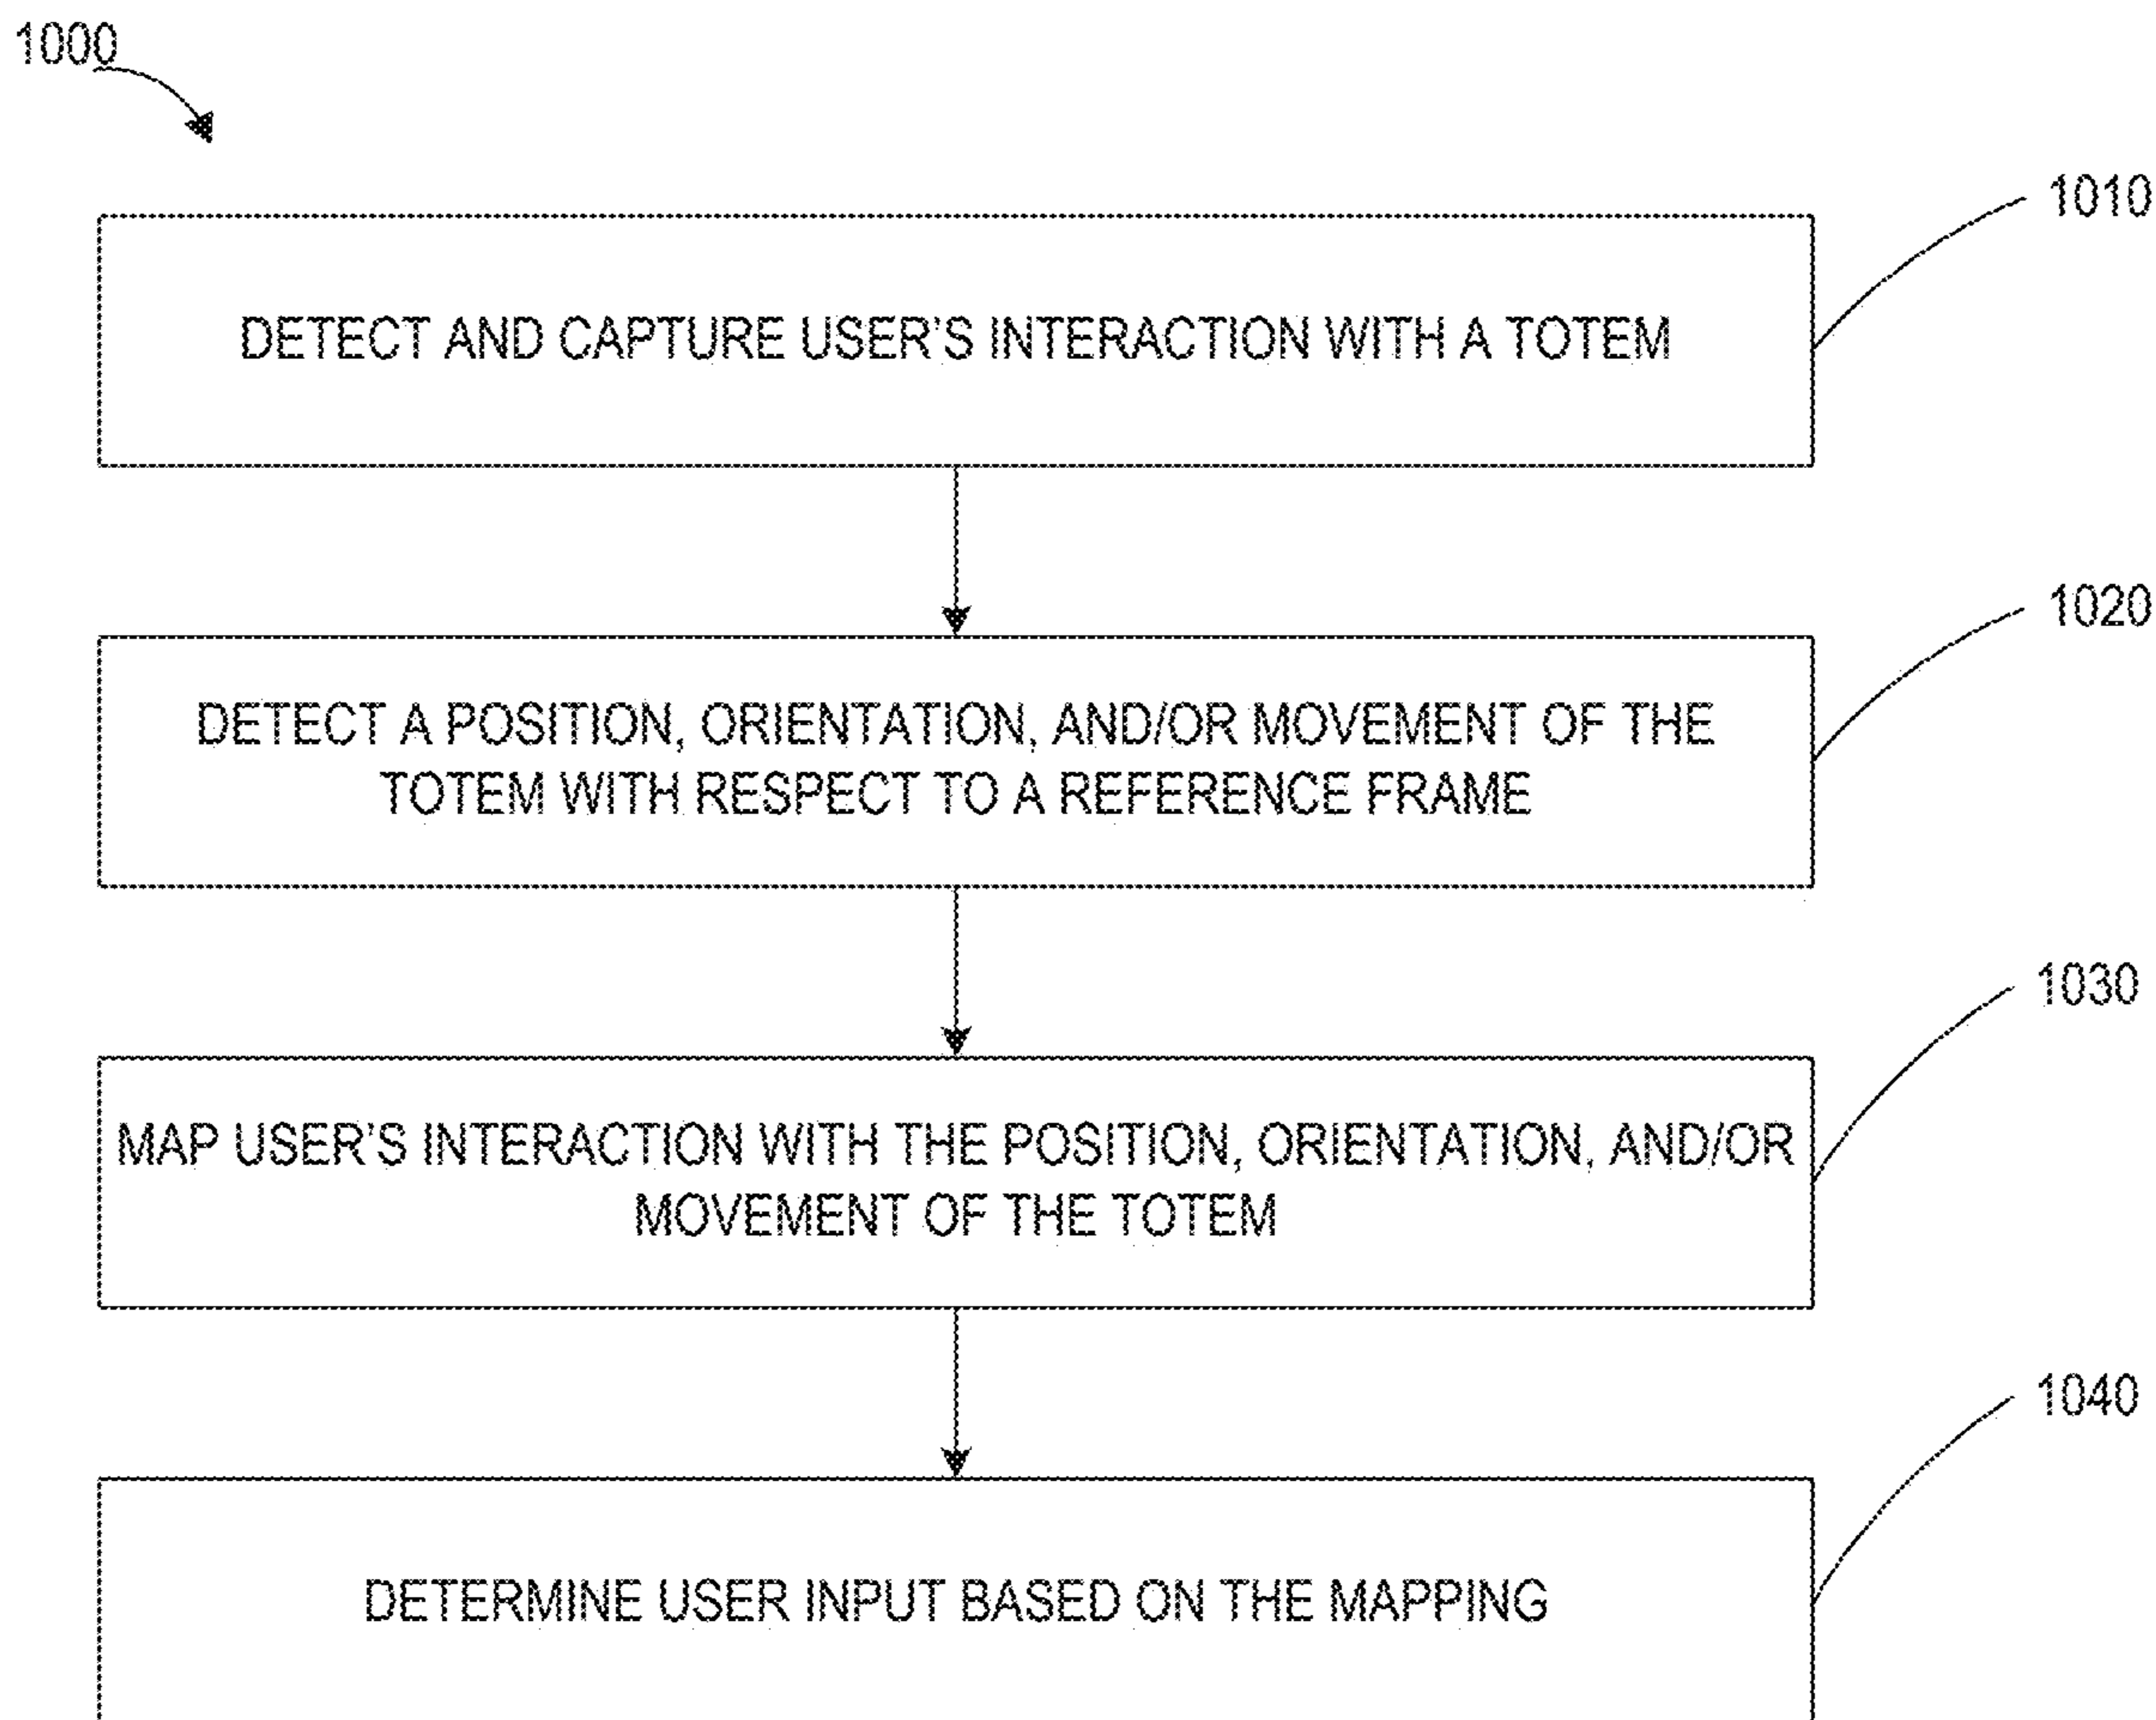 1000
1010
DETECT AND CAPTURE USER'S INTERACTION WITH A TOTEM
1020
DETECT A POSITION, ORIENTATION, AND/OR MOVEMENT OF THE
TOTEM WITH RESPECT TO A REFERENCE FRAME
1030
MAP USER'S INTERACTION WITH THE POSITION, ORIENTATION, AND/OR
MOVEMENT OF THE TOTEM
1040
DETERMINE USER INPUT BASED ON THE MAPPING